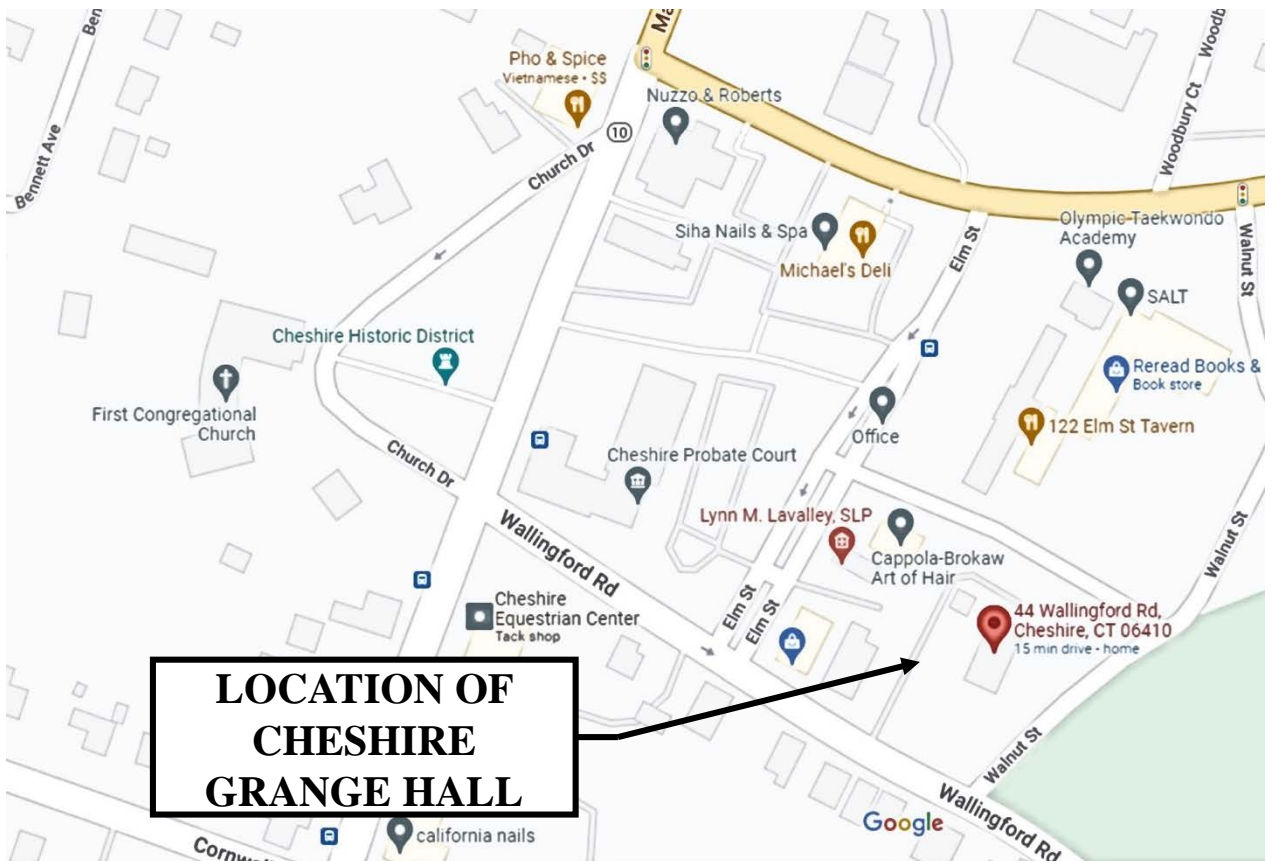 Ben
Ma
Woodb
Pho & Spice
Vietnamese • $$
Nuzzo & Roberts
10
Bennett Ave
Church Dr
Woodbury Ct
Siha Nails & Spa
Michael's Deli
Elm St
Olympic Taekwondo
Academy
Walnut St
SALT
Cheshire Historic District
Reread Books &
Book store
First Congregational
Church
Office
122 Elm St Tavern
Church Dr
Cheshire Probate Court
Lynn M. Lavalley, SLP
Wallingford Rd
Cappola-Brokaw
Art of Hair
Walnut St
Cheshire
Equestrian Center
Tack shop
Elm St
Elm St
44 Wallingford Rd,
Cheshire, CT 06410
15 min drive - home
LOCATION OF
CHESHIRE
GRANGE HALL
Walnut St
Wallingford Rd
Google
california nails
Cornw